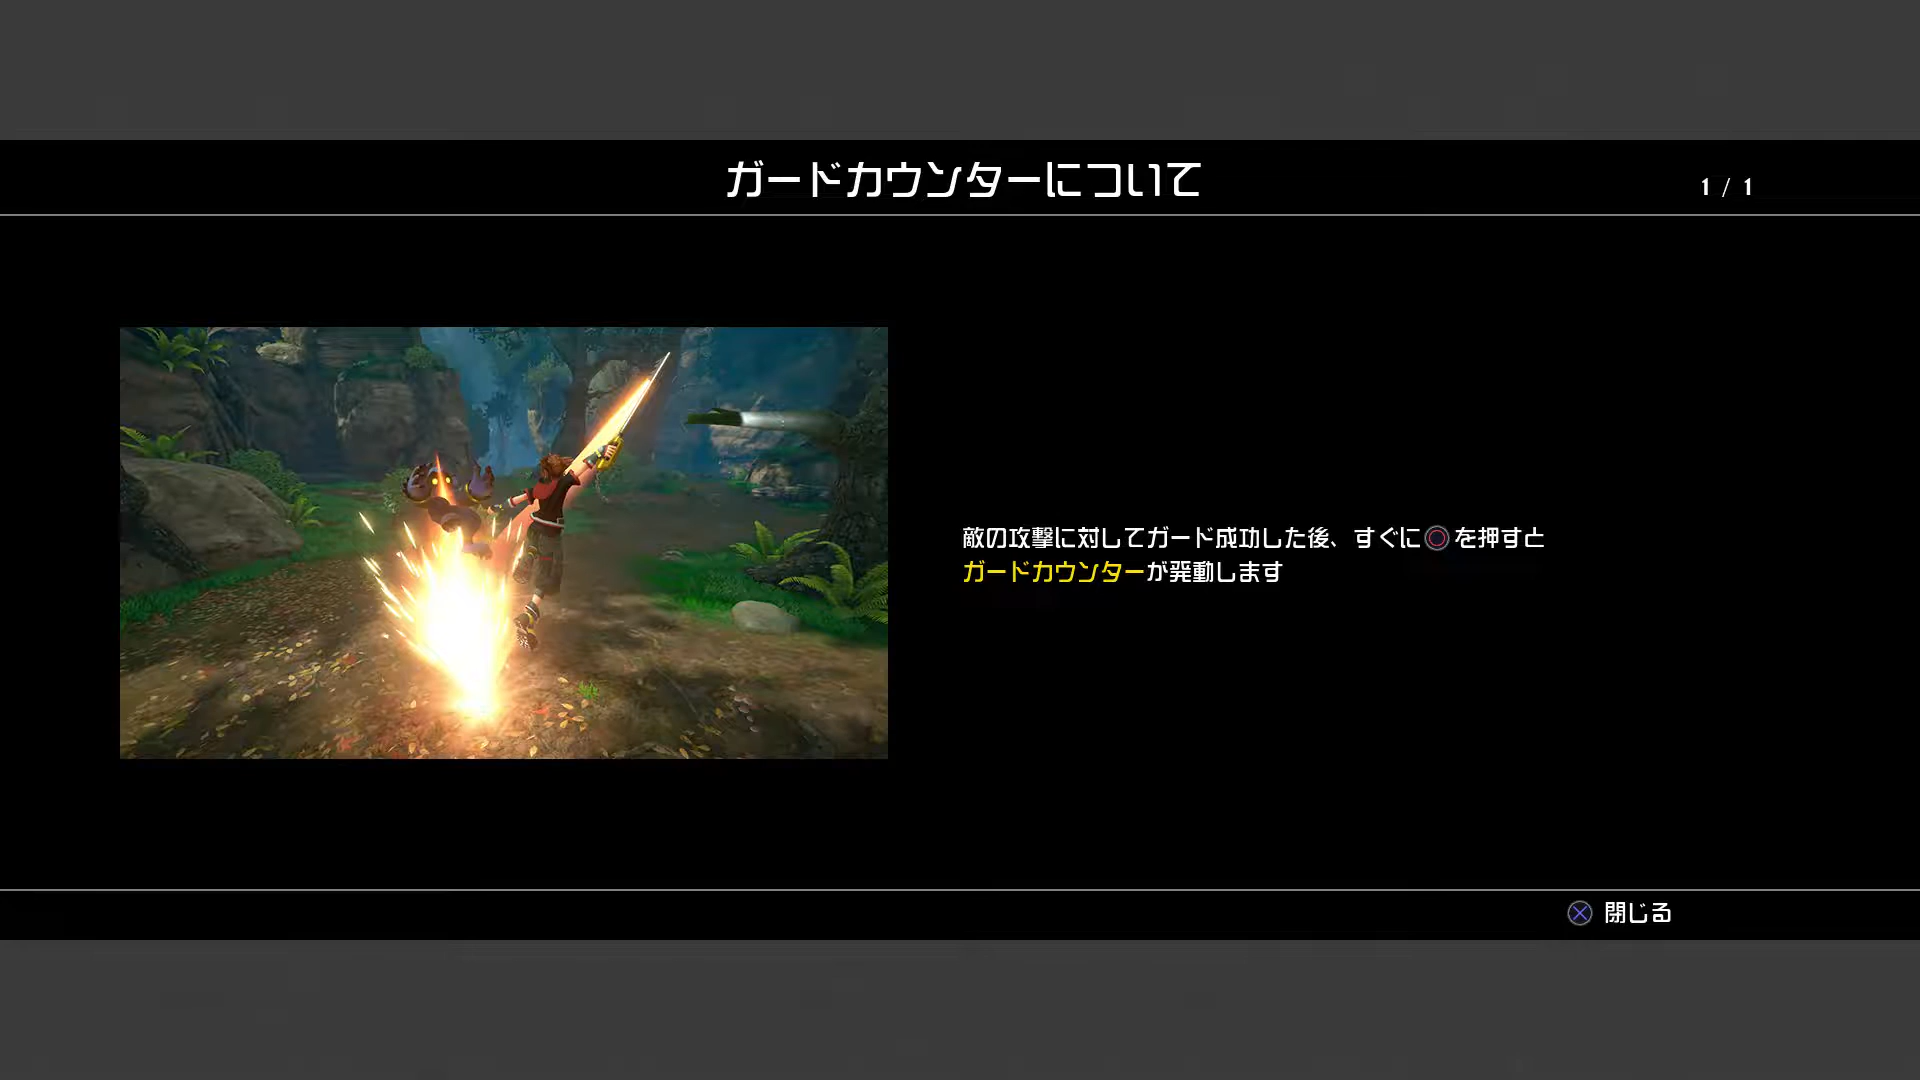 ガードカウンターについて
1 / 1
敵の攻撃に対してガード成功した後、すぐに◯を押すと
ガードカウンターが発動します
閉じる